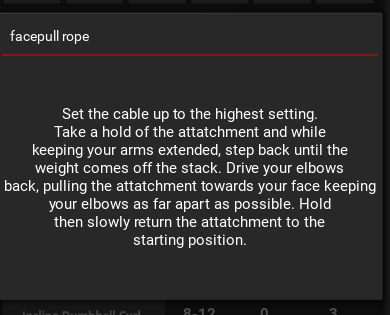 facepull rope
Set the cable up to the highest setting.
Take a hold of the attatchment and while
keeping your arms extended, step back until the
weight comes off the stack. Drive your elbows
back, pulling the attatchment towards your face keeping
your elbows as far apart as possible. Hold
then slowly return the attatchment to the
starting position.
8-12 0 3